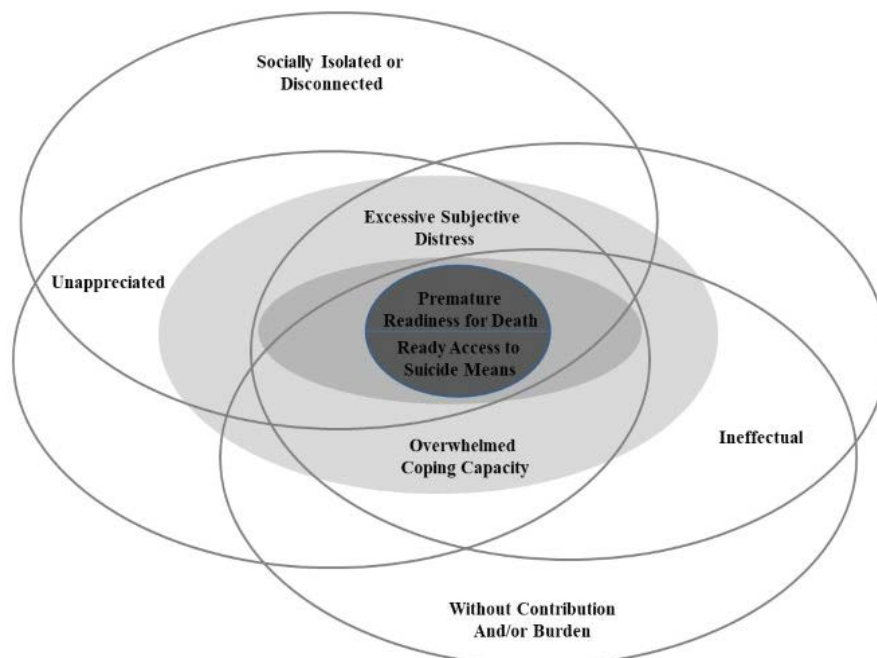 Socially Isolated or
Disconnected
Excessive Subjective
Distress
Unappreciated
Premature
Readiness for Death
Ready Access to
Suicide Means
Ineffectual
Overwhelmed
Coping Capacity
Without Contribution
And/or Burden